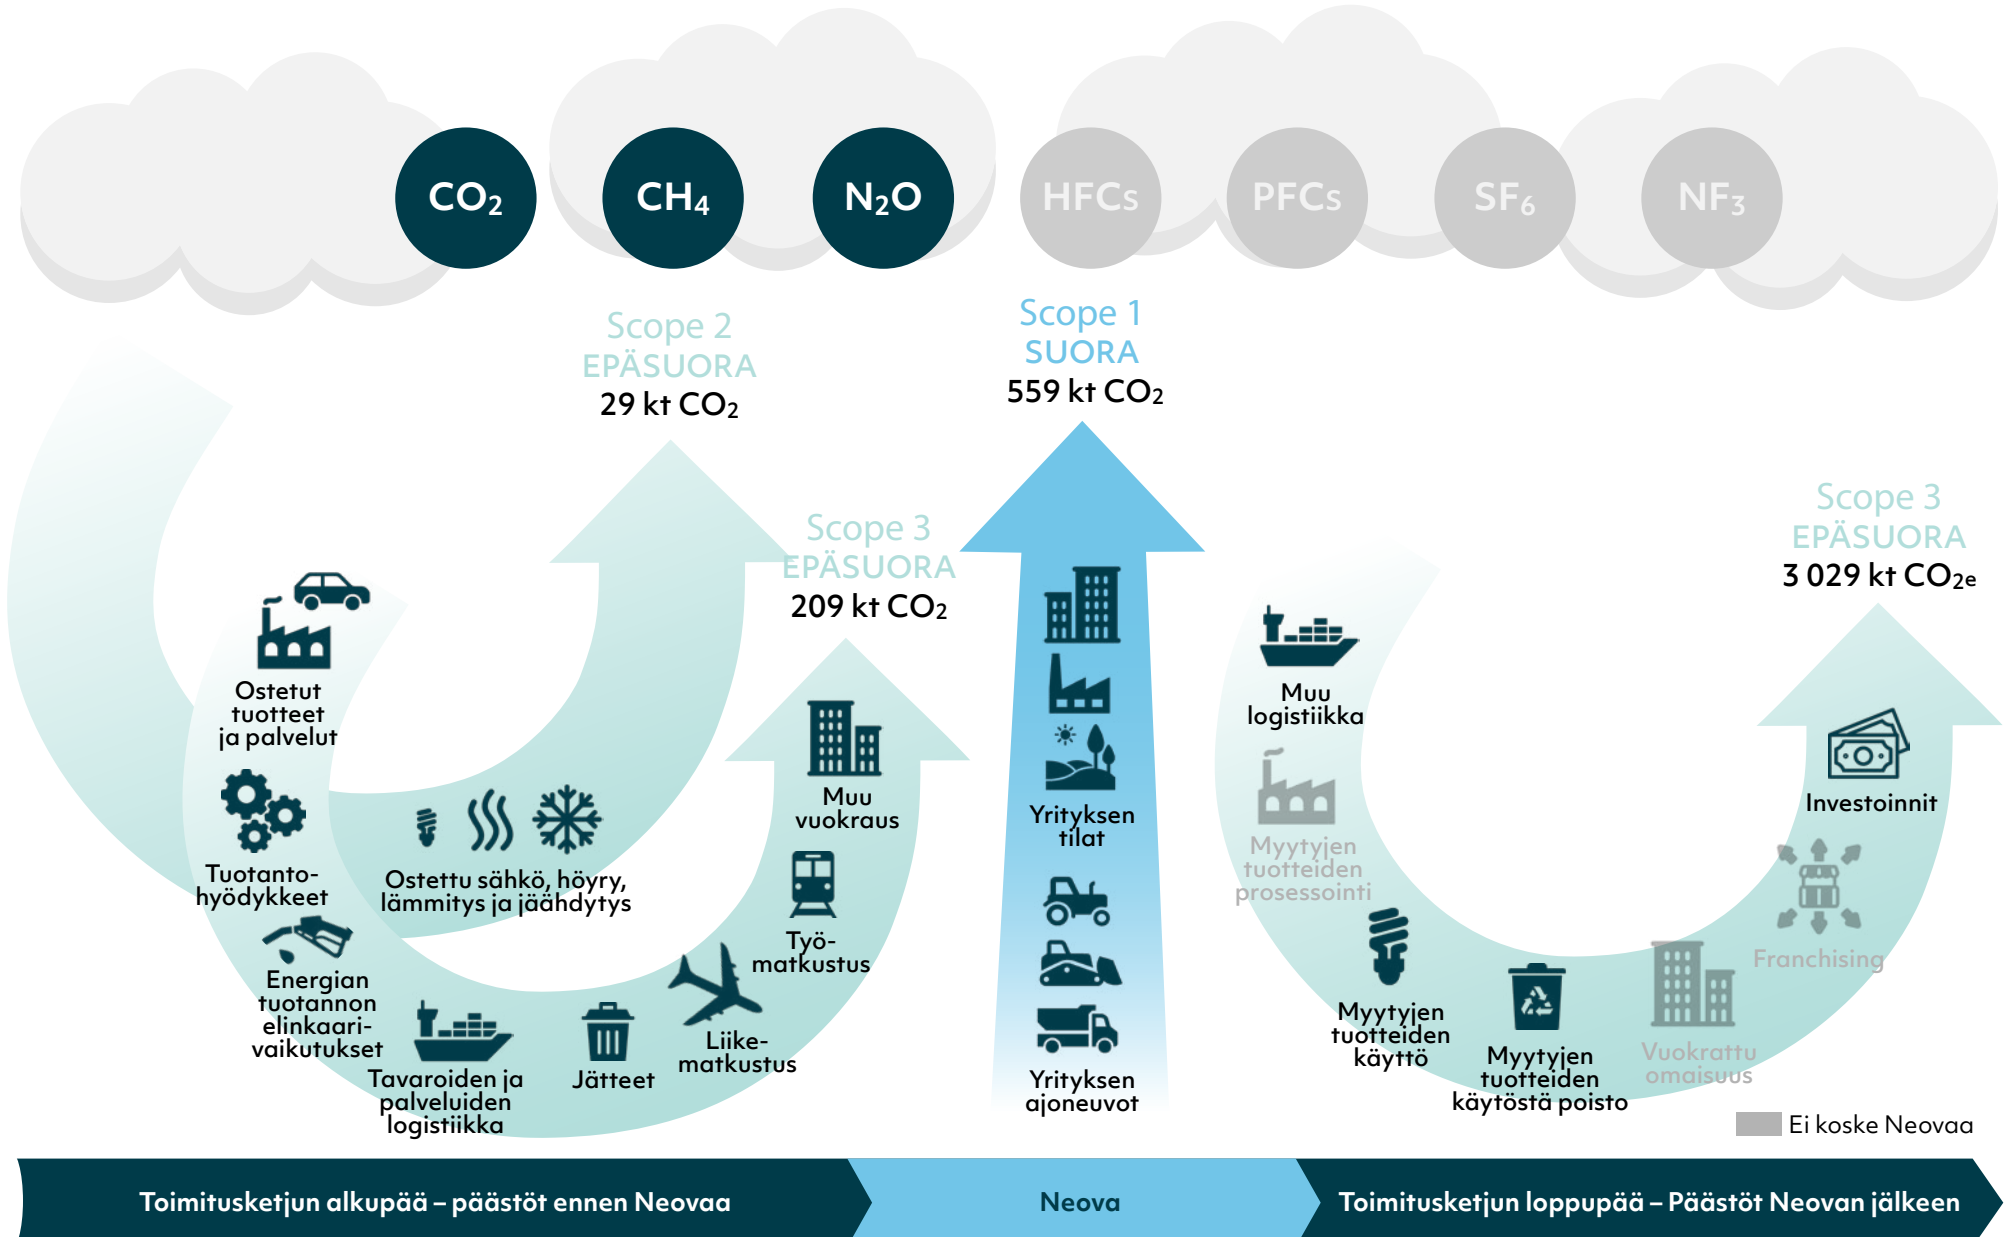 CO₂
CH₄
N₂O
HFCs
PFCs
SF₆
NF₃
Scope 2
EPÄSUORA
29 kt CO₂
Scope 1
SUORA
559 kt CO₂
Scope 3
EPÄSUORA
209 kt CO₂
Scope 3
EPÄSUORA
3 029 kt CO₂e
Ostetut
tuotteet
ja palvelut
Tuotanto-
hyödykkeet
Energian
tuotannon
elinkaari-
vaikutukset
Tavaroiden ja
palveluiden
logistiikka
Jätteet
Liike-
matkustus
Työ-
matkustus
Muu
vuokraus
Ostettu sähkö, höyry,
lämmitys ja jäähdytys
Yrityksen
tilat
Yrityksen
ajoneuvot
Muu
logistiikka
Myytyjen
tuotteiden
prosessointi
Myytyjen
tuotteiden
käyttö
Myytyjen
tuotteiden
käytöstä poisto
Vuokrattu
omaisuus
Franchising
Investoinnit
Ei koske Neovaa
Toimitusketjun alkupää – päästöt ennen Neovaa
Neova
Toimitusketjun loppupää – Päästöt Neovan jälkeen